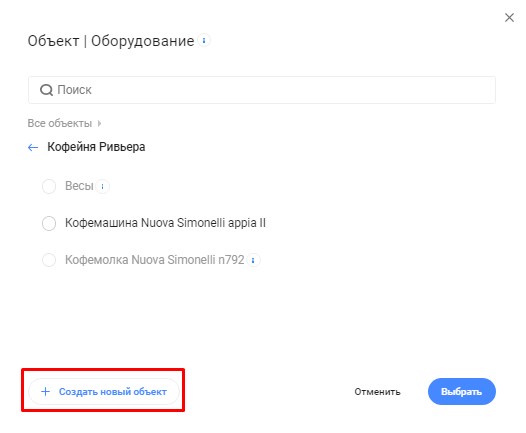 Объект | Оборудование
Поиск
Все объекты
Кофейня Ривьера
Весы
Кофемашина Nuova Simonelli appia II
Кофемолка Nuova Simonelli n792
+ Создать новый объект
Отменить
Выбрать